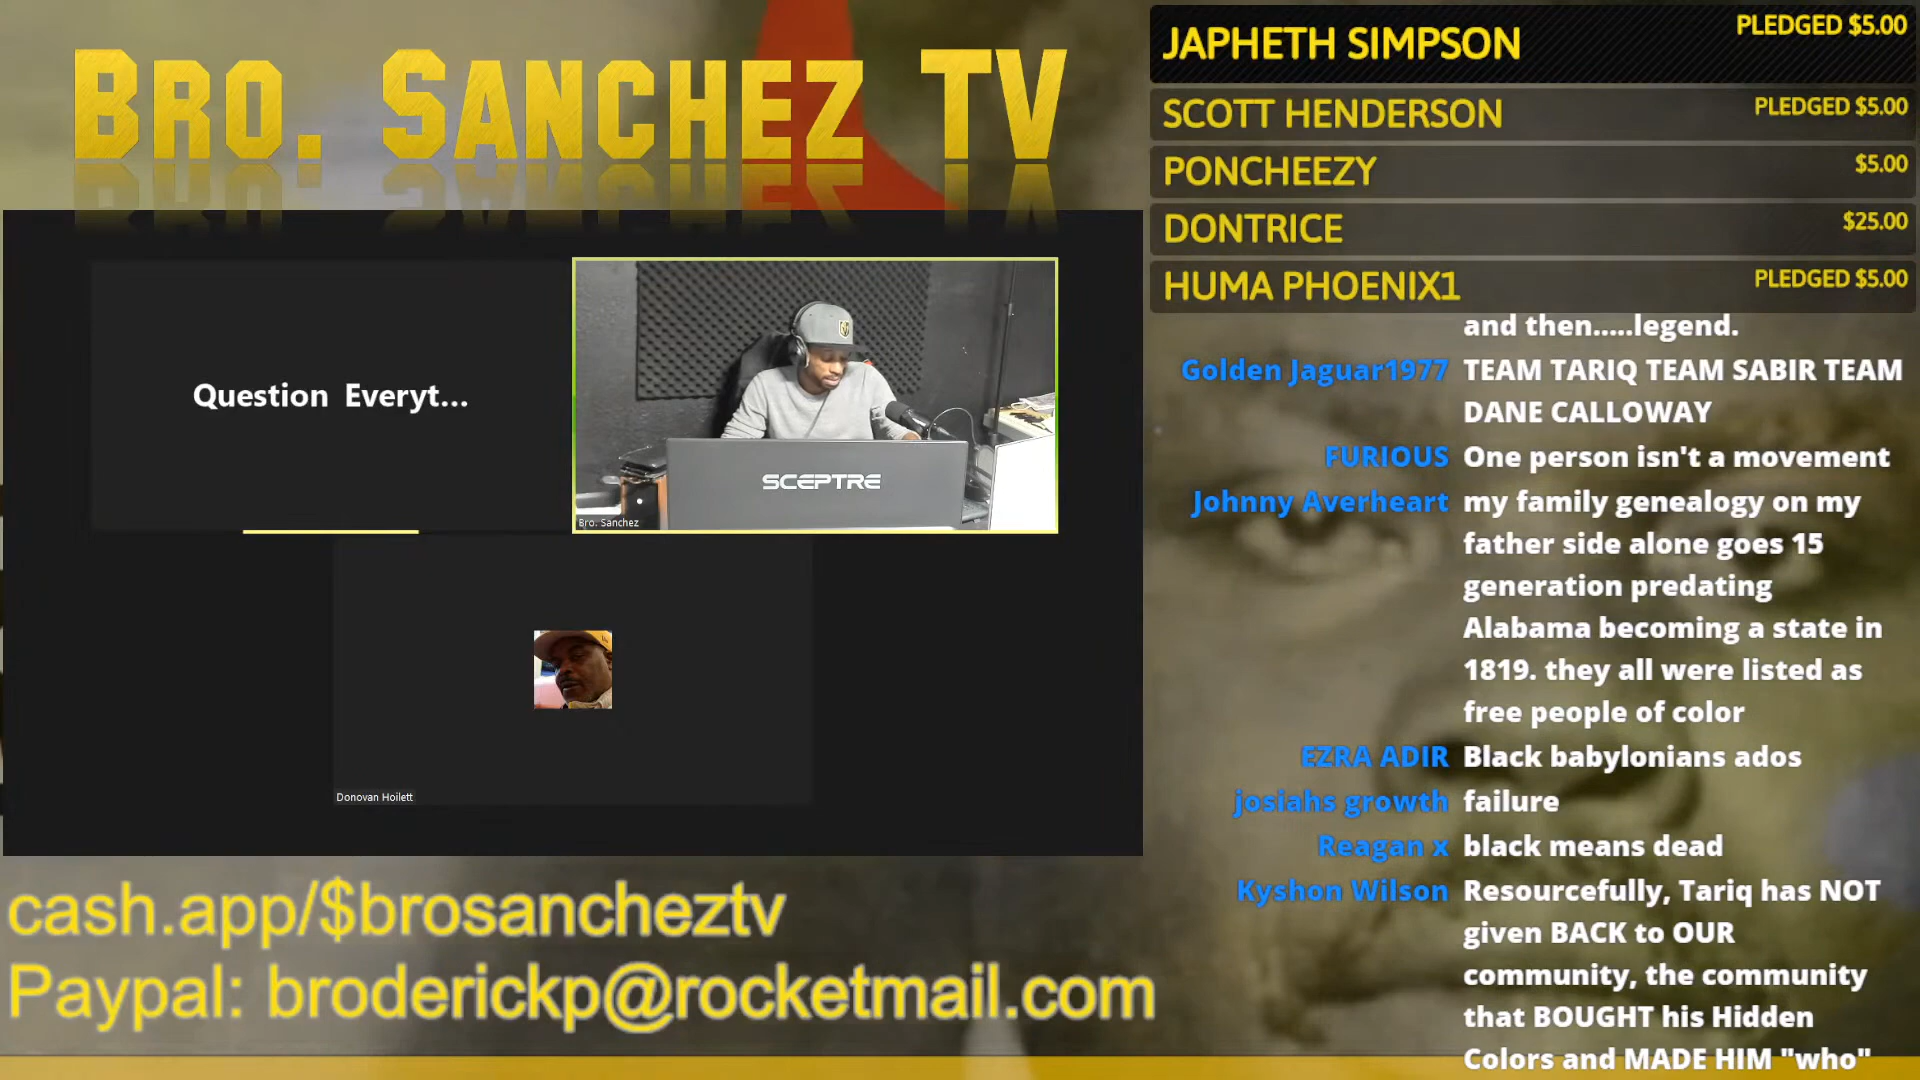 BRO. SANCHEZ TV
Question Everyt...
SCEPTRE
Bro. Sanchez
Donovan Hoilett
cash.app/$brosancheztv
Paypal: broderickp@rocketmail.com
JAPHETH SIMPSON PLEDGED $5.00
SCOTT HENDERSON PLEDGED $5.00
PONCHEEZY $5.00
DONTRICE $25.00
HUMA PHOENIX1 PLEDGED $5.00
and then.....legend.
Golden Jaguar1977 TEAM TARIQ TEAM SABIR TEAM
DANE CALLOWAY
FURIOUS One person isn't a movement
Johnny Averheart my family genealogy on my
father side alone goes 15
generation predating
Alabama becoming a state in
1819. they all were listed as
free people of color
EZRA ADIR Black babylonians ados
josiahs growth failure
Reagan x black means dead
Kyshon Wilson Resourcefully, Tariq has NOT
given BACK to OUR
community, the community
that BOUGHT his Hidden
Colors and MADE HIM "who"